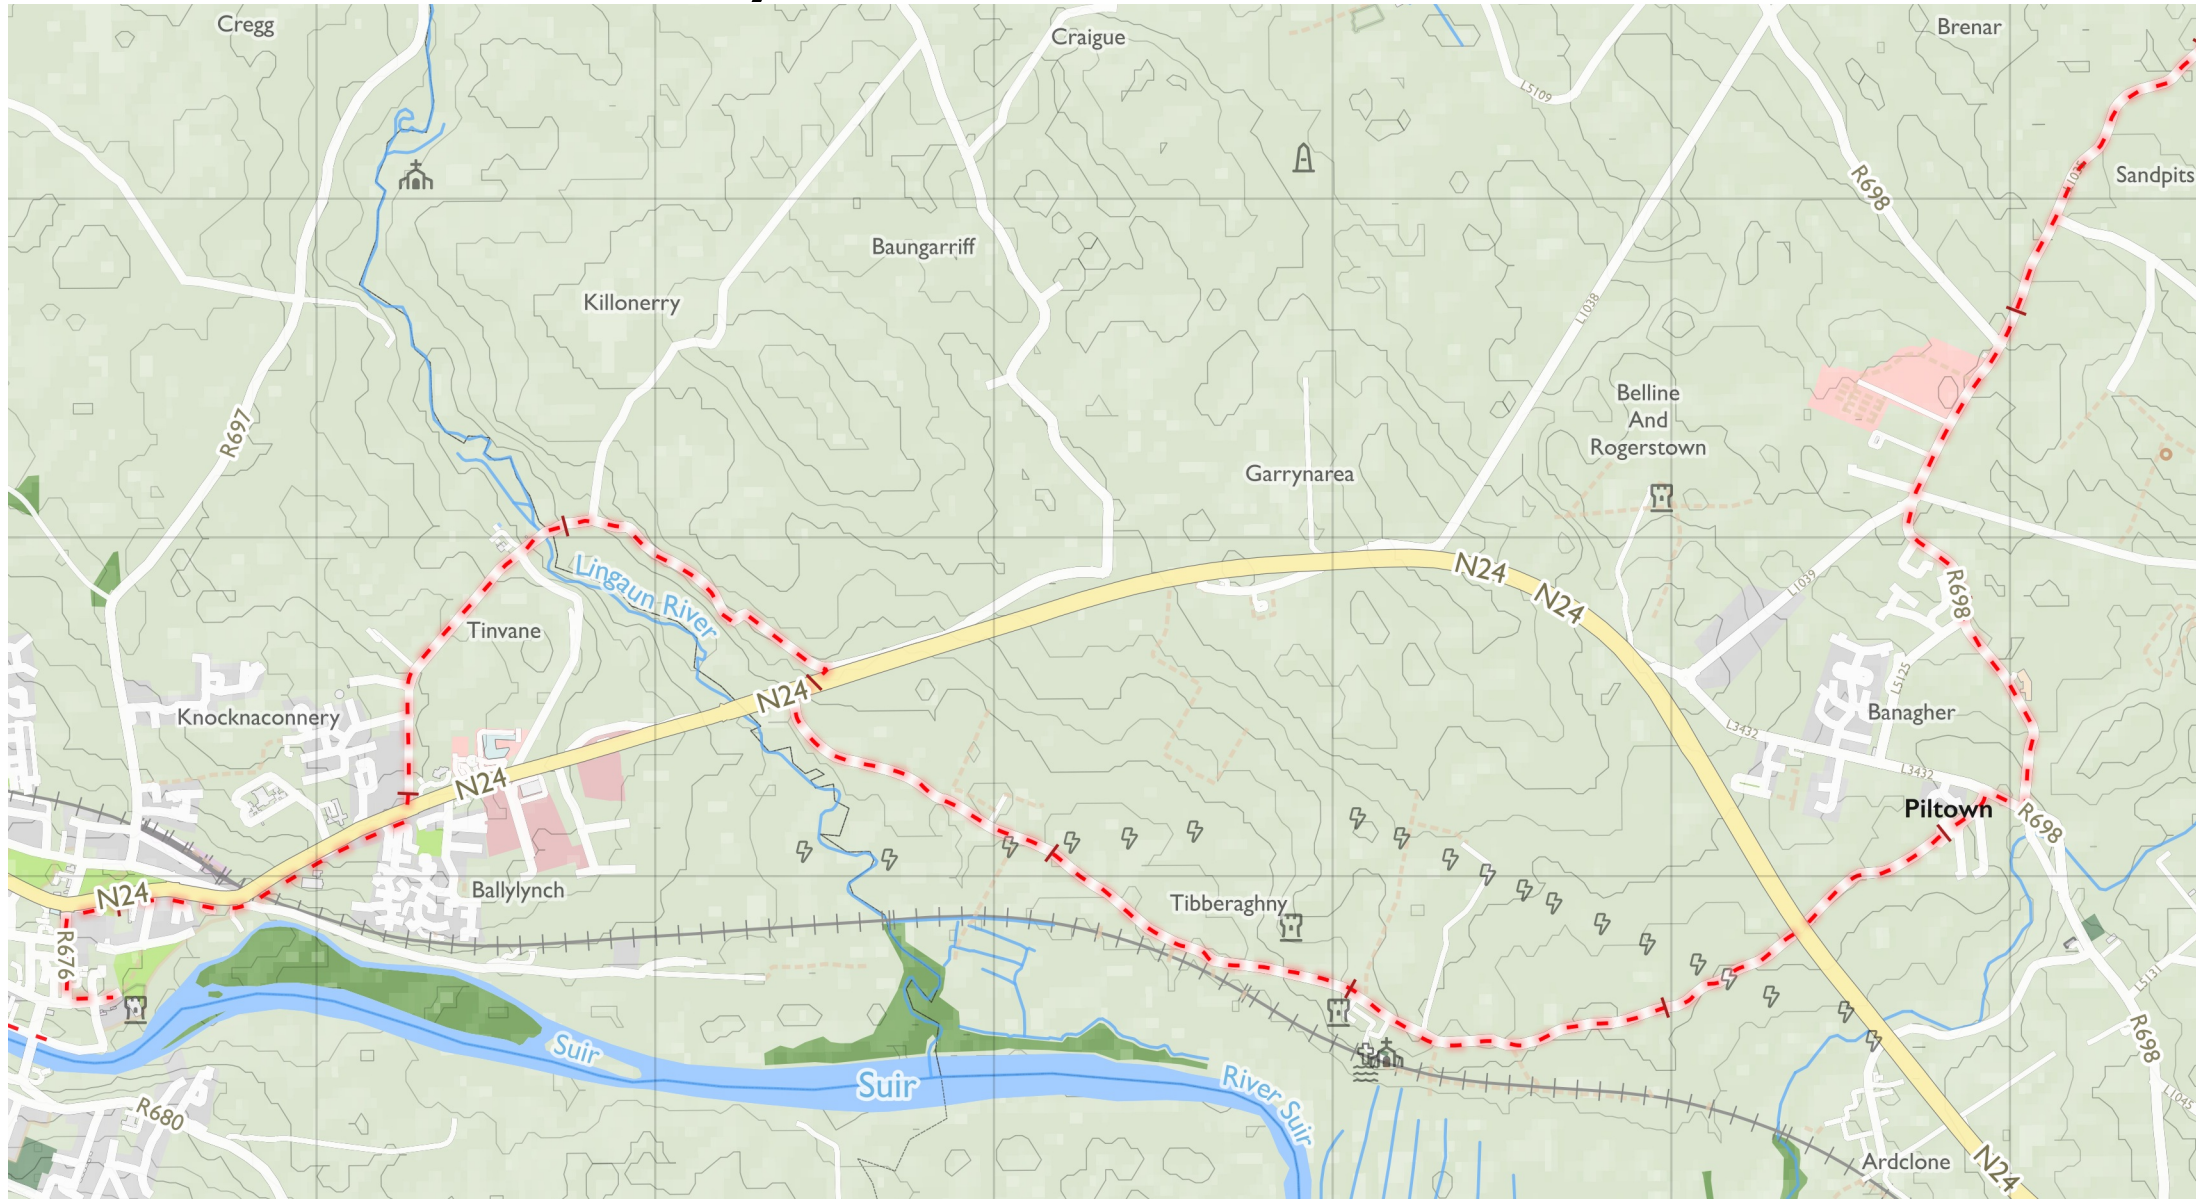 Cregg
Craigue
Brenar
L5109
R698
L1035
Sandpits
Baungarriff
Killonerry
L1038
R697
Belline
And
Rogerstown
Garrynarea
N24
N24
Lingaun River
L1039
R698
Tinvane
L5125
N24
Knocknaconnery
Banagher
L3432
L3432
N24
Piltown
R698
N24
Ballylynch
Tibberaghny
R676
L5131
Suir
Suir
River Suir
R698
R680
L1045
Ardclone
N24